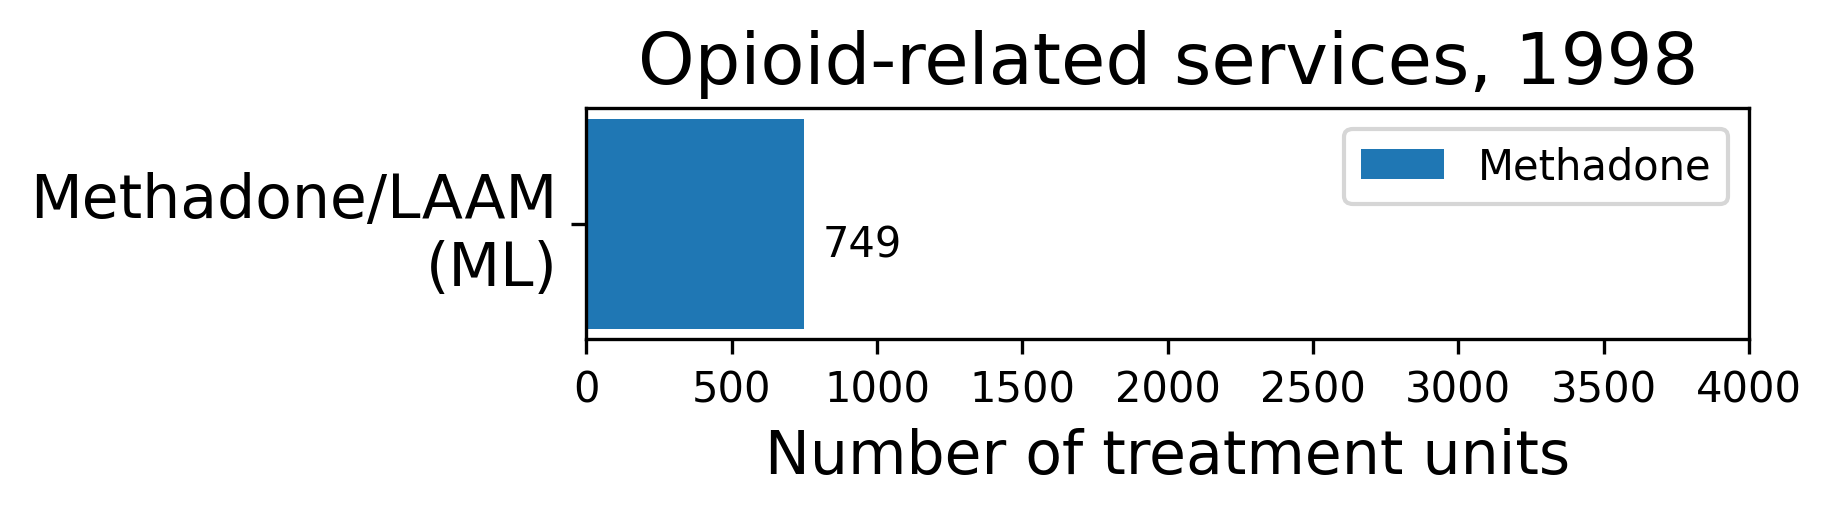 Opioid-related services, 1998
Methadone
Methadone/LAAM
(ML)
749
0 500 1000 1500 2000 2500 3000 3500 4000
Number of treatment units